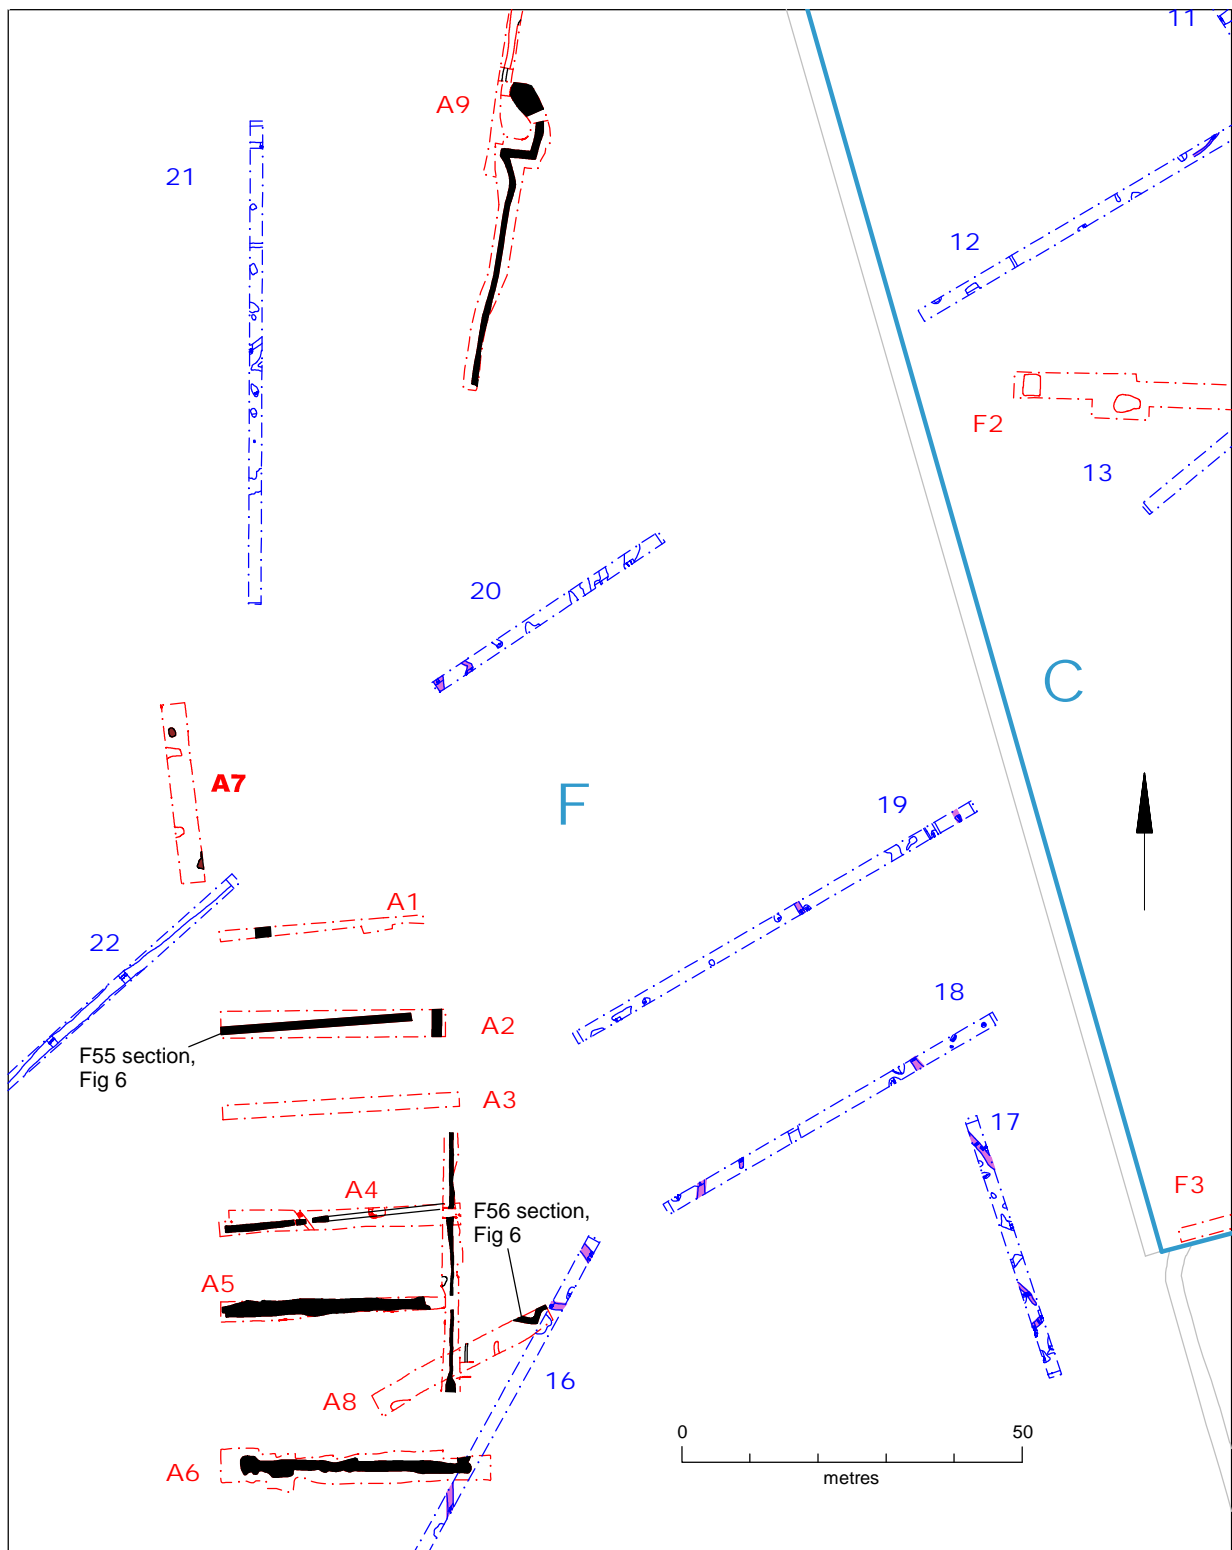 11
A9
21
12
F2
13
20
C
A7
F
19
A1
22
18
A2
F55 section,
Fig 6
A3
17
A4
F3
F56 section,
Fig 6
A5
16
A8
0 50
metres
A6